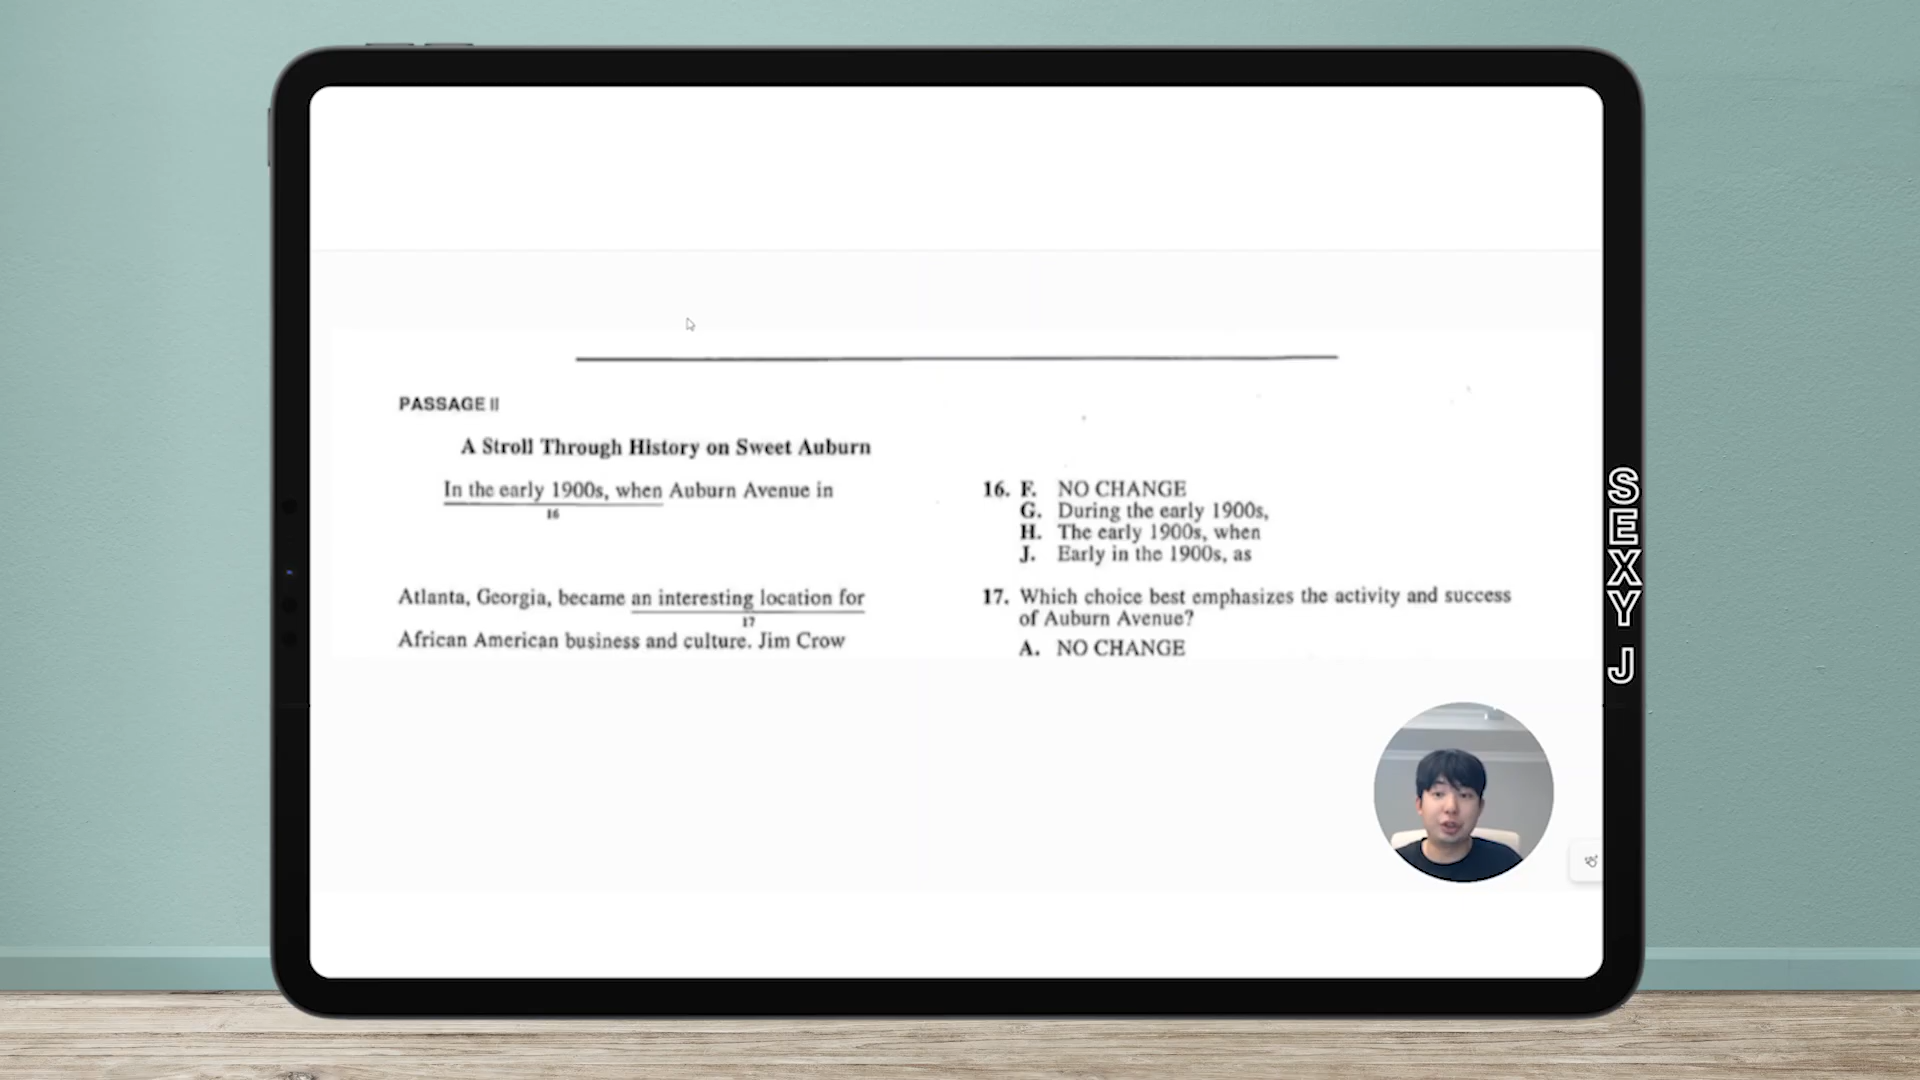 PASSAGE II
A Stroll Through History on Sweet Auburn
In the early 1900s, when Auburn Avenue in
16
Atlanta, Georgia, became an interesting location for
17
African American business and culture. Jim Crow
16. F. NO CHANGE
G. During the early 1900s,
H. The early 1900s, when
J. Early in the 1900s, as
17. Which choice best emphasizes the activity and success
of Auburn Avenue?
A. NO CHANGE
SEXY J